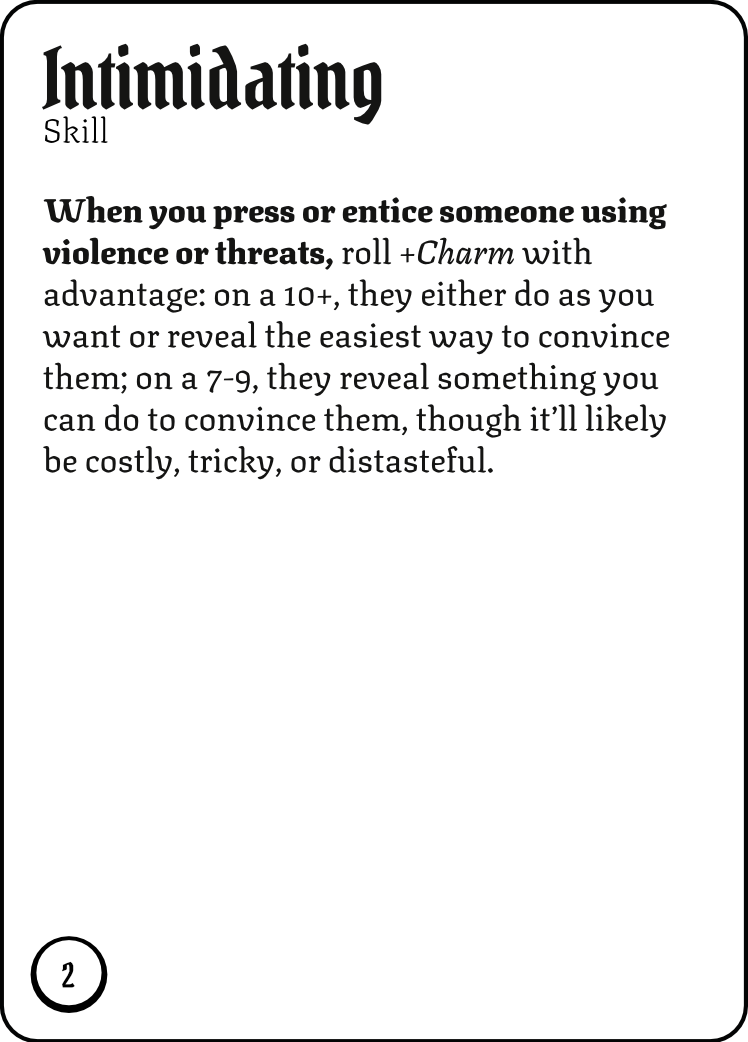 Intimidating
Skill
When you press or entice someone using
violence or threats, roll +Charm with
advantage: on a 10+, they either do as you
want or reveal the easiest way to convince
them; on a 7-9, they reveal something you
can do to convince them, though it’ll likely
be costly, tricky, or distasteful.
2